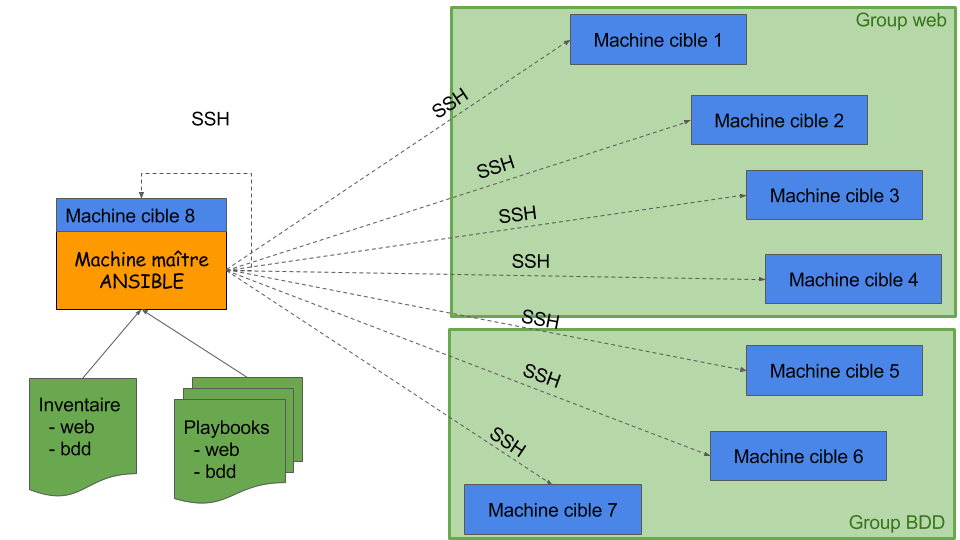 Group web
Machine cible 1
SSH
Machine cible 2
SSH
SSH
Machine cible 3
SSH
Machine cible 8
Machine maître
ANSIBLE
SSH
Machine cible 4
SSH
Machine cible 5
SSH
Inventaire
- web
- bdd
Playbooks
- web
- bdd
SSH
Machine cible 6
Machine cible 7
Group BDD